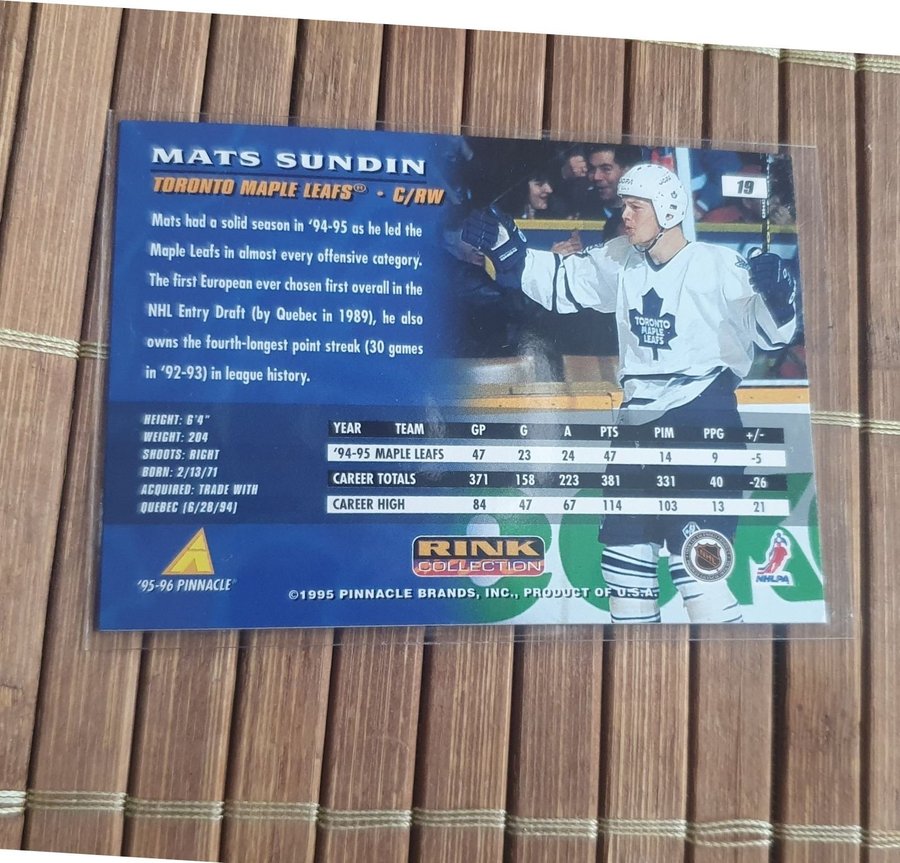 MATS SUNDIN
TORONTO MAPLE LEAFS® · C/RW
19
Mats had a solid season in '94-95 as he led the
Maple Leafs in almost every offensive category.
The first European ever chosen first overall in the
NHL Entry Draft (by Quebec in 1989), he also
owns the fourth-longest point streak (30 games
in '92-93) in league history.
TORONTO
MAPLE
LEAFS
HEIGHT: 6'4"
WEIGHT: 204
SHOOTS: RIGHT
BORN: 2/13/71
ACQUIRED: TRADE WITH
QUEBEC (6/28/94)
YEAR TEAM GP G A PTS PIM PPG +/-
'94-95 MAPLE LEAFS 47 23 24 47 14 9 -5
CAREER TOTALS 371 158 223 381 331 40 -26
CAREER HIGH 84 47 67 114 103 13 21
'95-96 PINNACLE
RINK
COLLECTION
NHL
NHLPA
©1995 PINNACLE BRANDS, INC., PRODUCT OF U.S.A.